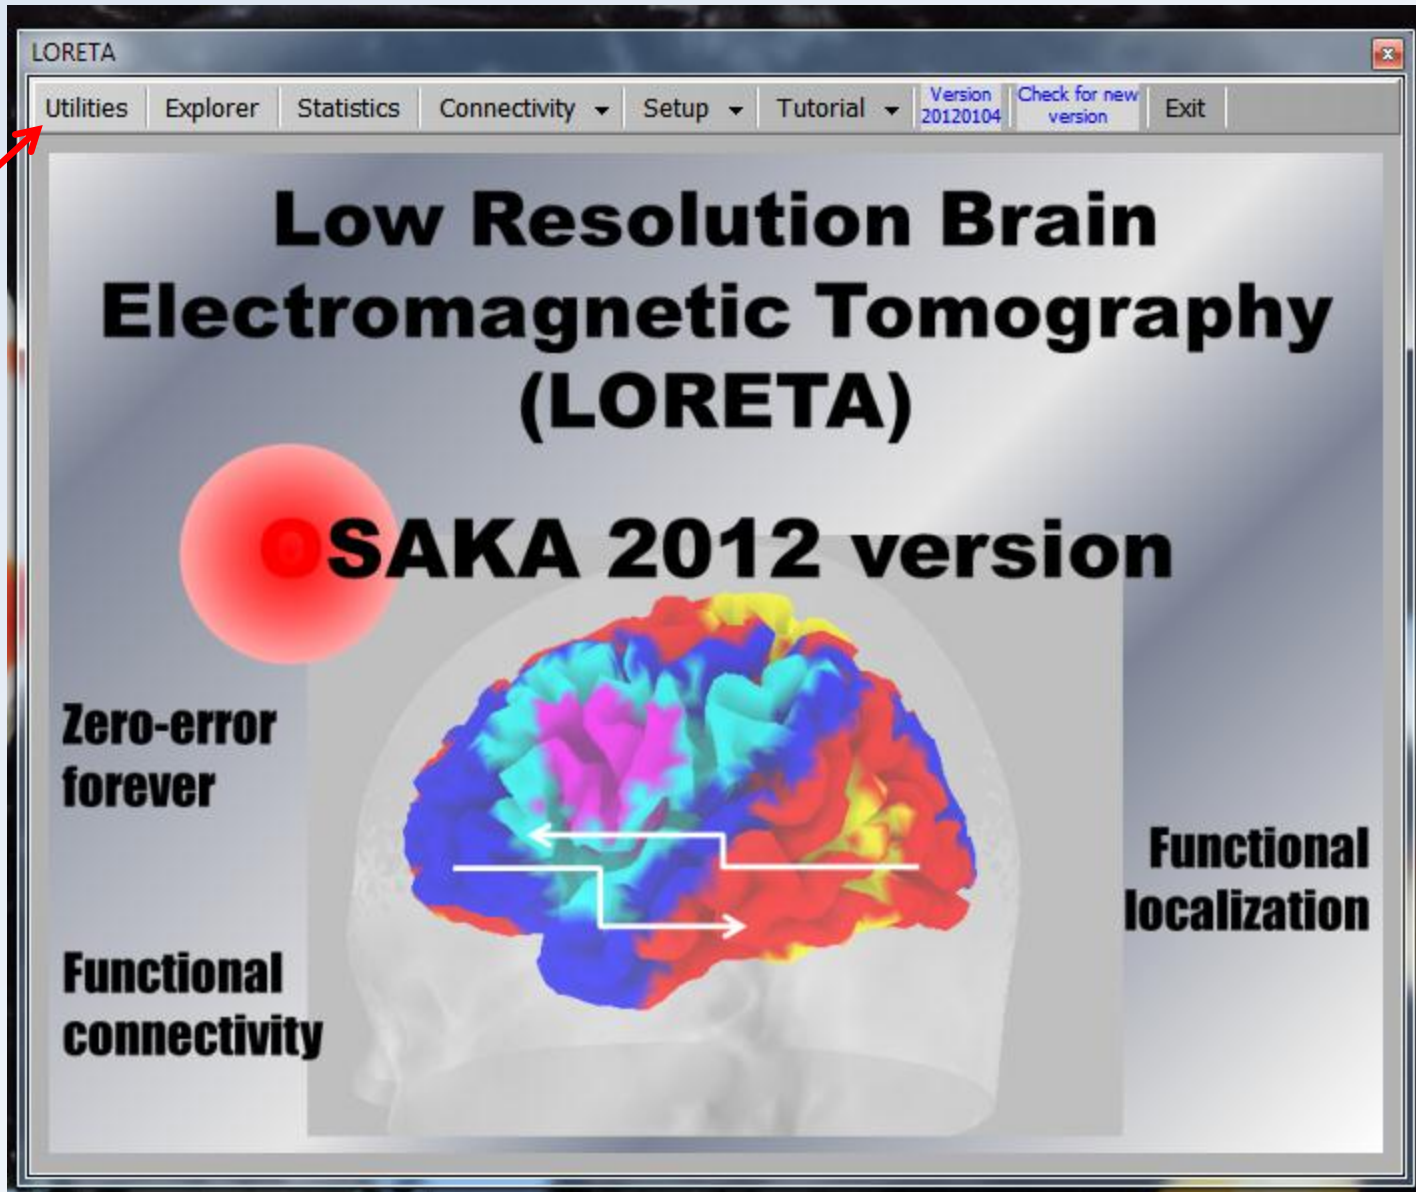 LORETA
Utilities Explorer Statistics Connectivity Setup Tutorial Version 20120104 Check for new version Exit
Low Resolution Brain
Electromagnetic Tomography
(LORETA)
OSAKA 2012 version
Zero-error
forever
Functional
localization
Functional
connectivity